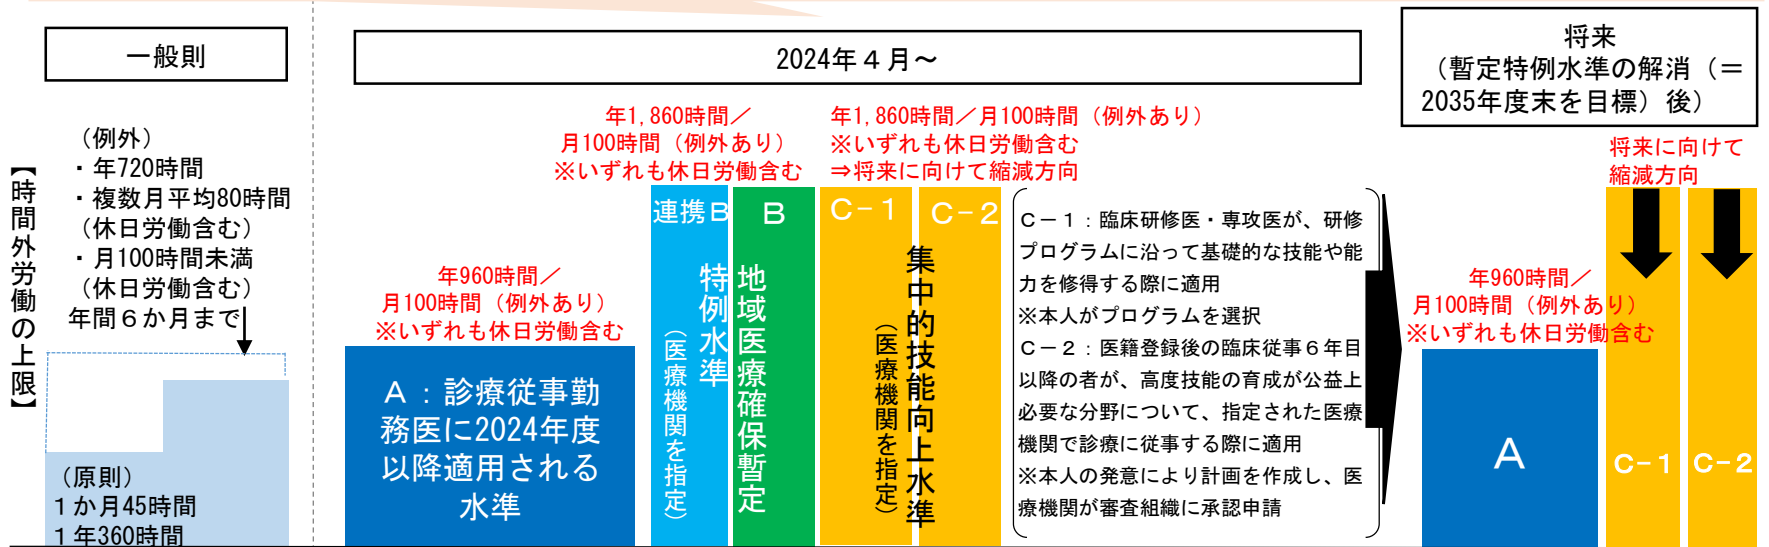 一般則
【時間外労働の上限】
（例外）
・年720時間
・複数月平均80時間
（休日労働含む）
・月100時間未満
（休日労働含む）
年間６か月まで
（原則）
１か月45時間
１年360時間
2024年４月～
年960時間／
月100時間（例外あり）
※いずれも休日労働含む
Ａ：診療従事勤
務医に2024年度
以降適用される
水準
年1,860時間／
月100時間（例外あり）
※いずれも休日労働含む
連携Ｂ
Ｂ
地域医療確保暫定
特例水準
（医療機関を指定）
年1,860時間／月100時間（例外あり）
※いずれも休日労働含む
⇒将来に向けて縮減方向
Ｃ－１
Ｃ－２
集中的技能向上水準
（医療機関を指定）
Ｃ－１：臨床研修医・専攻医が、研修
プログラムに沿って基礎的な技能や能
力を修得する際に適用
※本人がプログラムを選択
Ｃ－２：医籍登録後の臨床従事６年目
以降の者が、高度技能の育成が公益上
必要な分野について、指定された医療
機関で診療に従事する際に適用
※本人の発意により計画を作成し、医
療機関が審査組織に承認申請
将来
（暫定特例水準の解消（＝
2035年度末を目標）後）
将来に向けて
縮減方向
年960時間／
月100時間（例外あり）
※いずれも休日労働含む
Ａ
Ｃ－１
Ｃ－２